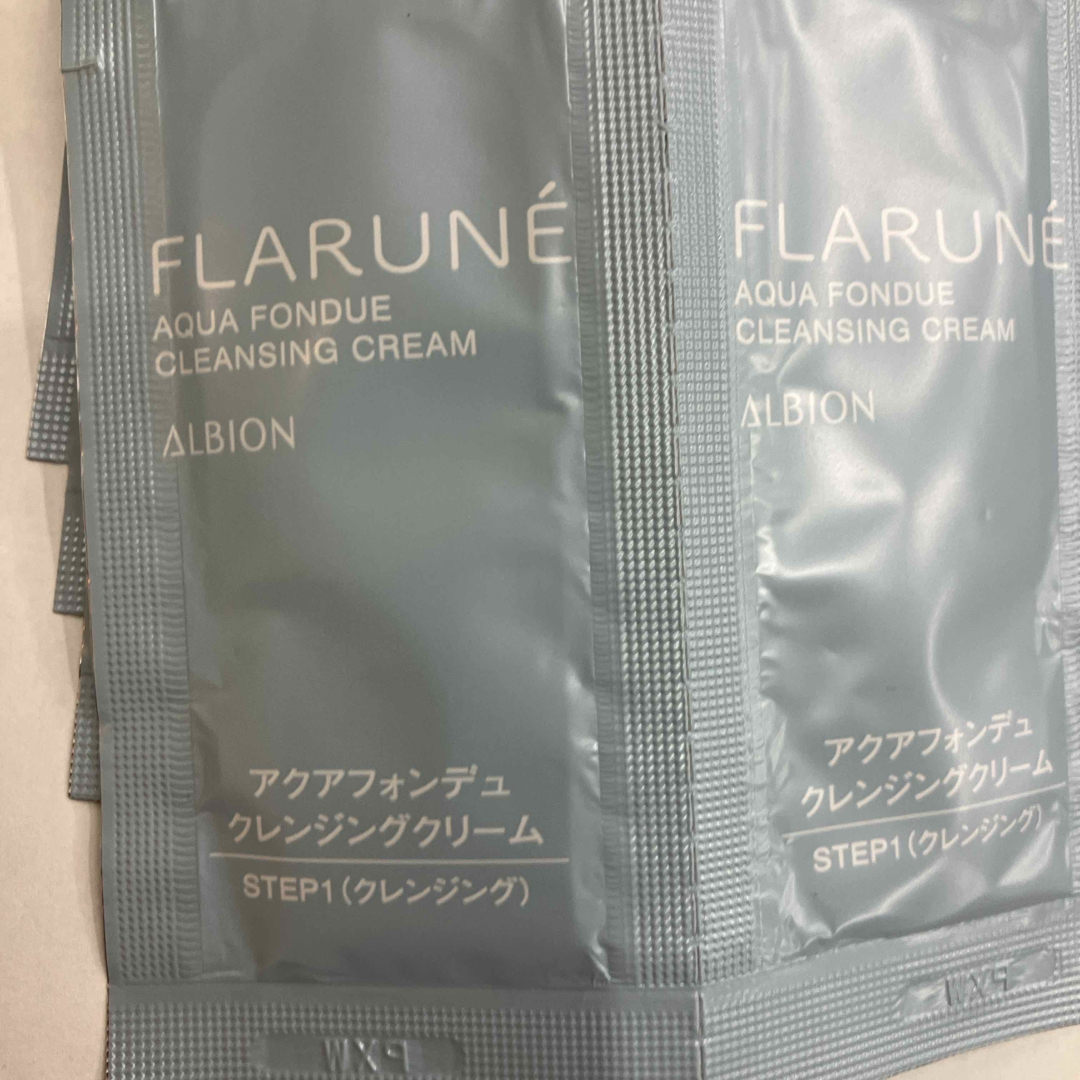 FLARUNÉ
AQUA FONDUE
CLEANSING CREAM
ALBION
アクアフォンデュ
クレンジングクリーム
STEP1(クレンジング)
FLARUNÉ
AQUA FONDUE
CLEANSING CREAM
ALBION
アクアフォンデュ
クレンジングクリーム
STEP1(クレンジング)